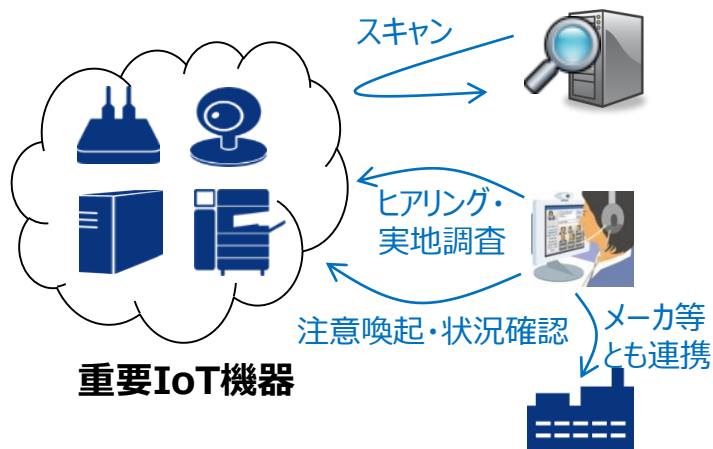 スキャン
ヒアリング・
実地調査
注意喚起・状況確認
メーカ等
とも連携
重要IoT機器